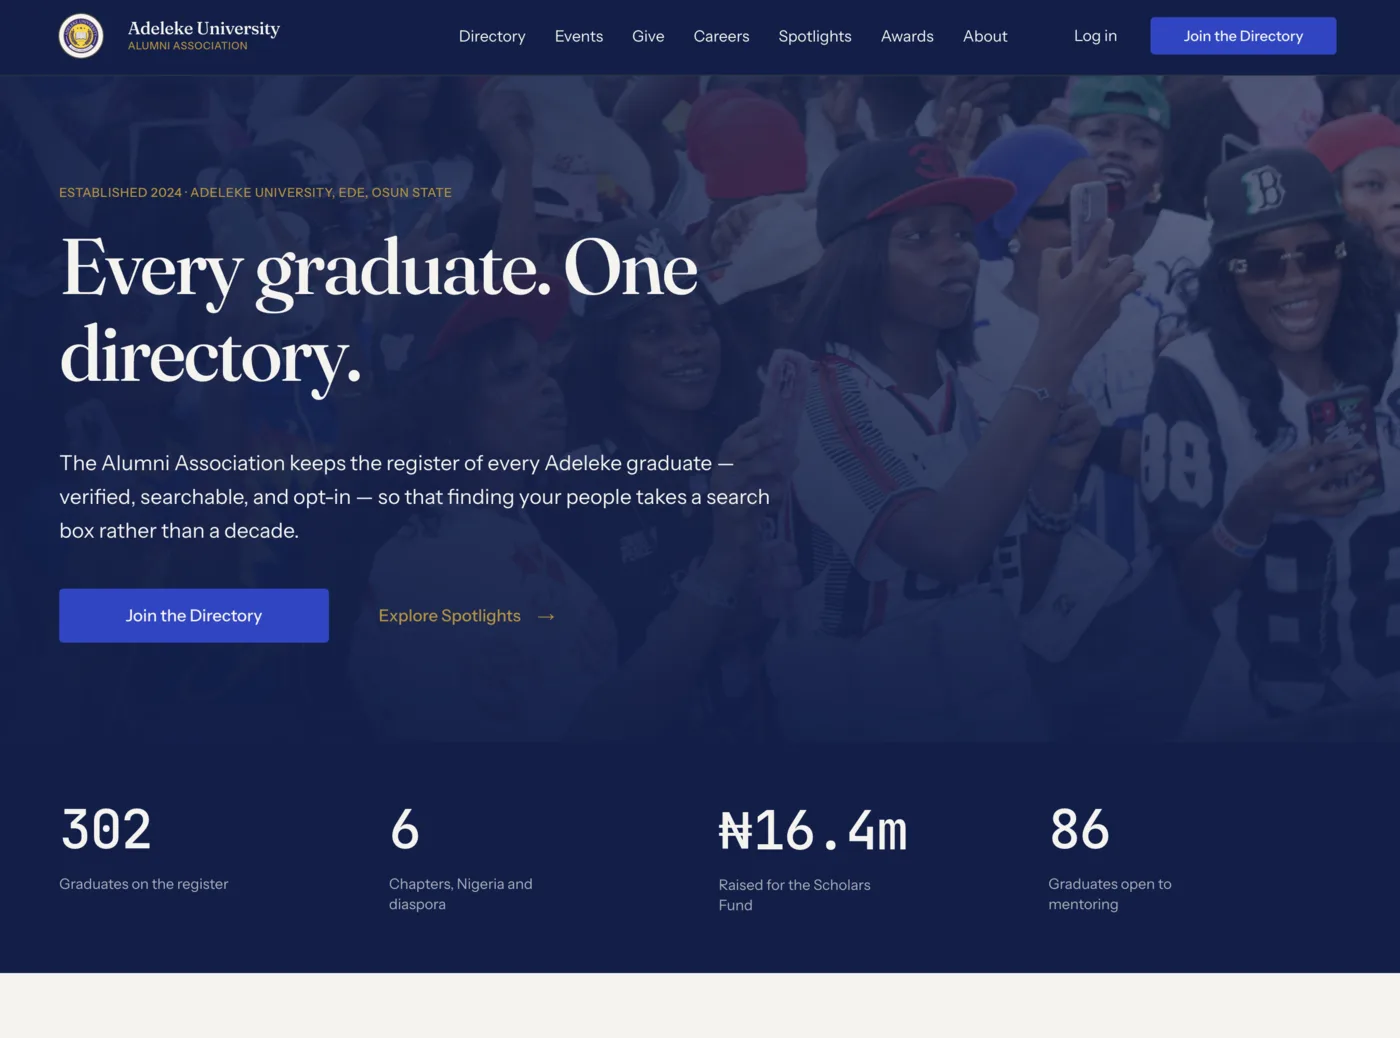 Adeleke University
ALUMNI ASSOCIATION
Directory
Events
Give
Careers
Spotlights
Awards
About
Log in
Join the Directory
ESTABLISHED 2024 · ADELEKE UNIVERSITY, EDE, OSUN STATE
Every graduate. One
directory.
The Alumni Association keeps the register of every Adeleke graduate —
verified, searchable, and opt-in — so that finding your people takes a search
box rather than a decade.
Join the Directory
Explore Spotlights →
B
88
302
Graduates on the register
6
Chapters, Nigeria and
diaspora
₦16.4m
Raised for the Scholars
Fund
86
Graduates open to
mentoring